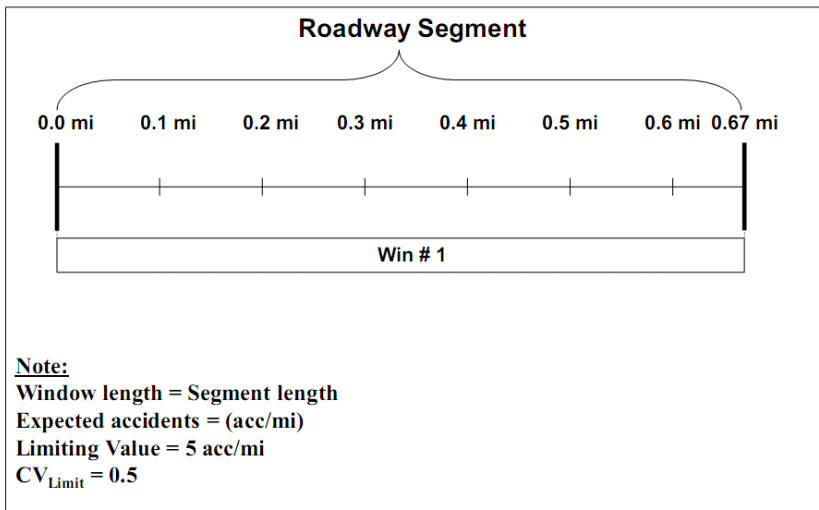 Roadway Segment
0.0 mi 0.1 mi 0.2 mi 0.3 mi 0.4 mi 0.5 mi 0.6 mi 0.67 mi
Win # 1
Note:
Window length = Segment length
Expected accidents = (acc/mi)
Limiting Value = 5 acc/mi
CVLimit = 0.5